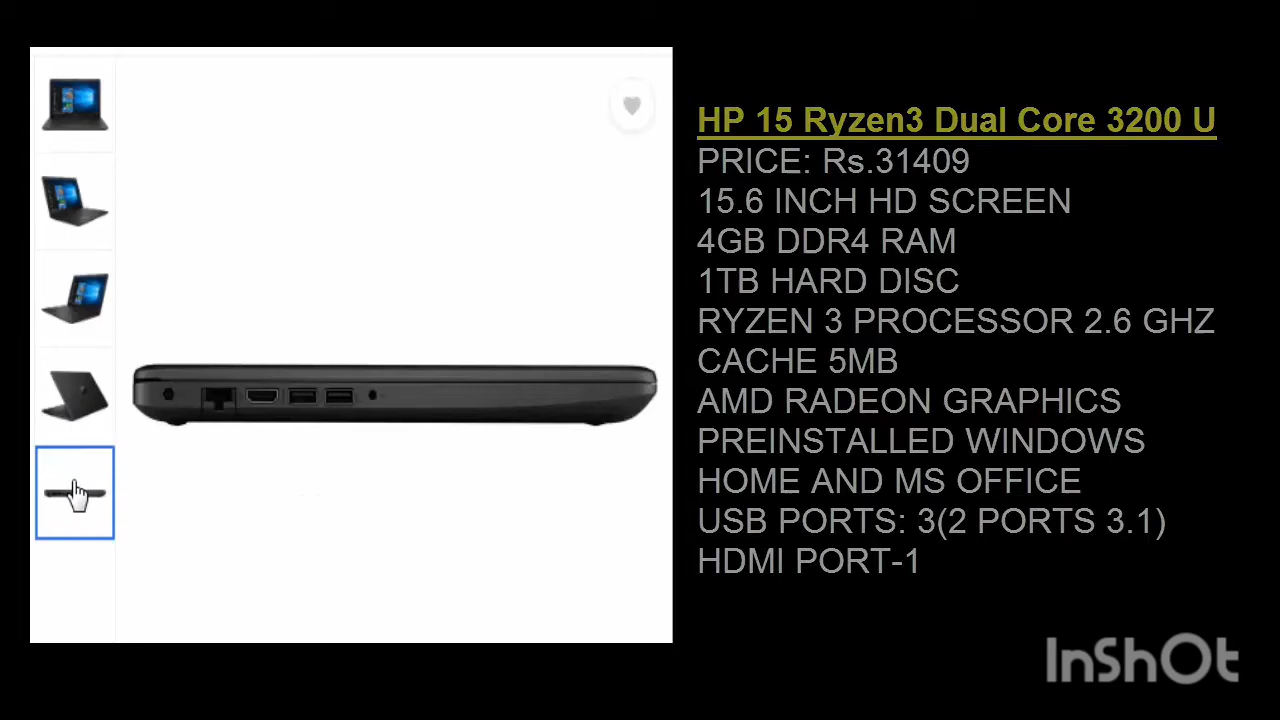 HP 15 Ryzen3 Dual Core 3200 U
PRICE: Rs.31409
15.6 INCH HD SCREEN
4GB DDR4 RAM
1TB HARD DISC
RYZEN 3 PROCESSOR 2.6 GHZ
CACHE 5MB
AMD RADEON GRAPHICS
PREINSTALLED WINDOWS
HOME AND MS OFFICE
USB PORTS: 3(2 PORTS 3.1)
HDMI PORT-1
InShOt